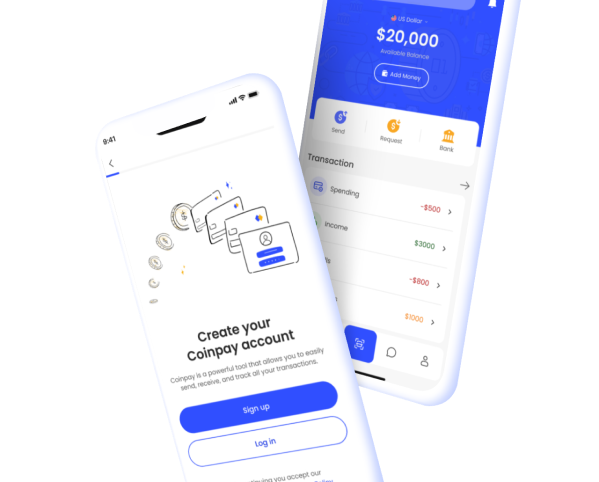 9:41
Create your
Coinpay account
Coinpay is a powerful tool that allows you to easily
send, receive, and track all your transactions.
Sign up
Log in
you accept our
US Dollar
$20,000
Available Balance
Add Money
Send
Request
Bank
Transaction
Spending
-$500
Income
$3000
-$800
$1000